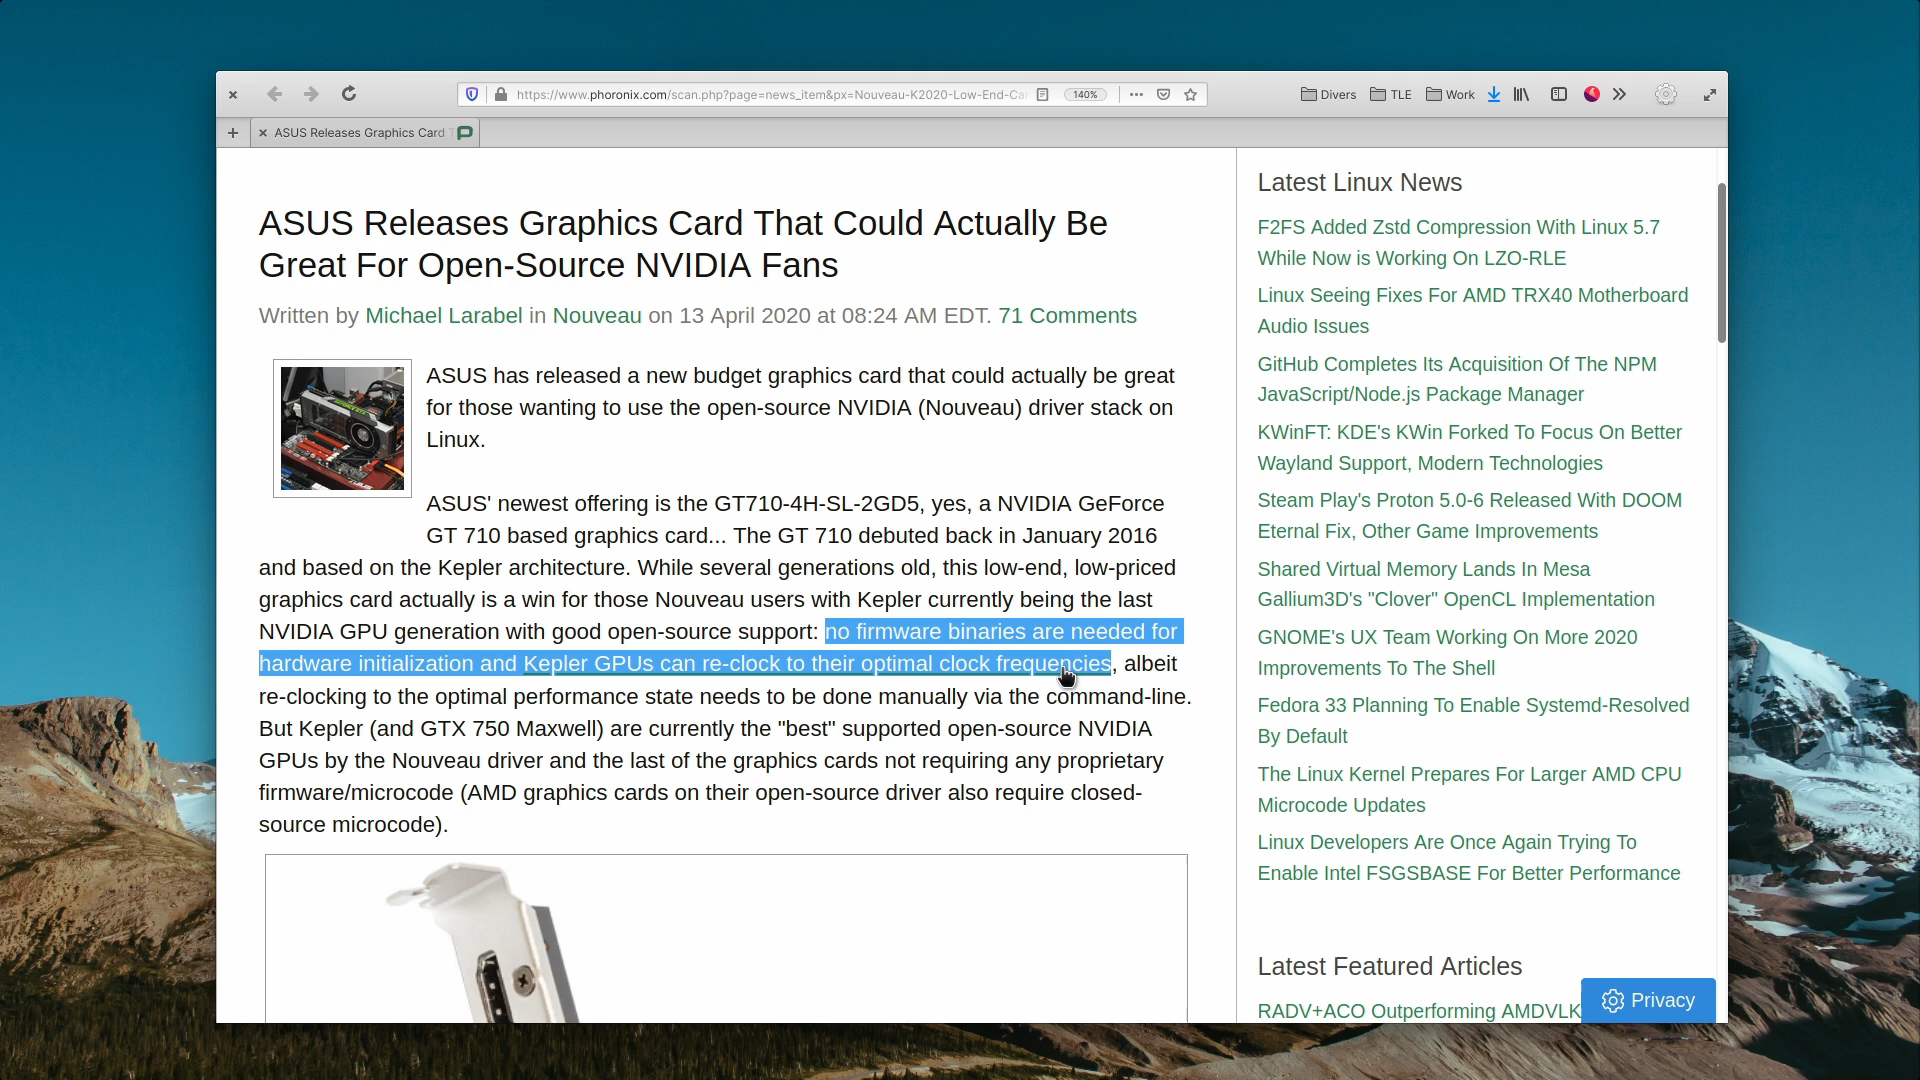 https://www.phoronix.com/scan.php?page=news_item&px=Nouveau-K2020-Low-End-Ca
140%
Divers
TLE
Work
ASUS Releases Graphics Card T
ASUS Releases Graphics Card That Could Actually Be
Great For Open-Source NVIDIA Fans
Written by Michael Larabel in Nouveau on 13 April 2020 at 08:24 AM EDT. 71 Comments
ASUS has released a new budget graphics card that could actually be great
for those wanting to use the open-source NVIDIA (Nouveau) driver stack on
Linux.
ASUS' newest offering is the GT710-4H-SL-2GD5, yes, a NVIDIA GeForce
GT 710 based graphics card... The GT 710 debuted back in January 2016
and based on the Kepler architecture. While several generations old, this low-end, low-priced
graphics card actually is a win for those Nouveau users with Kepler currently being the last
NVIDIA GPU generation with good open-source support: no firmware binaries are needed for
hardware initialization and Kepler GPUs can re-clock to their optimal clock frequencies, albeit
re-clocking to the optimal performance state needs to be done manually via the command-line.
But Kepler (and GTX 750 Maxwell) are currently the "best" supported open-source NVIDIA
GPUs by the Nouveau driver and the last of the graphics cards not requiring any proprietary
firmware/microcode (AMD graphics cards on their open-source driver also require closed-
source microcode).
Latest Linux News
F2FS Added Zstd Compression With Linux 5.7
While Now is Working On LZO-RLE
Linux Seeing Fixes For AMD TRX40 Motherboard
Audio Issues
GitHub Completes Its Acquisition Of The NPM
JavaScript/Node.js Package Manager
KWinFT: KDE's KWin Forked To Focus On Better
Wayland Support, Modern Technologies
Steam Play's Proton 5.0-6 Released With DOOM
Eternal Fix, Other Game Improvements
Shared Virtual Memory Lands In Mesa
Gallium3D's "Clover" OpenCL Implementation
GNOME's UX Team Working On More 2020
Improvements To The Shell
Fedora 33 Planning To Enable Systemd-Resolved
By Default
The Linux Kernel Prepares For Larger AMD CPU
Microcode Updates
Linux Developers Are Once Again Trying To
Enable Intel FSGSBASE For Better Performance
Latest Featured Articles
RADV+ACO Outperforming AMDVLK
Privacy